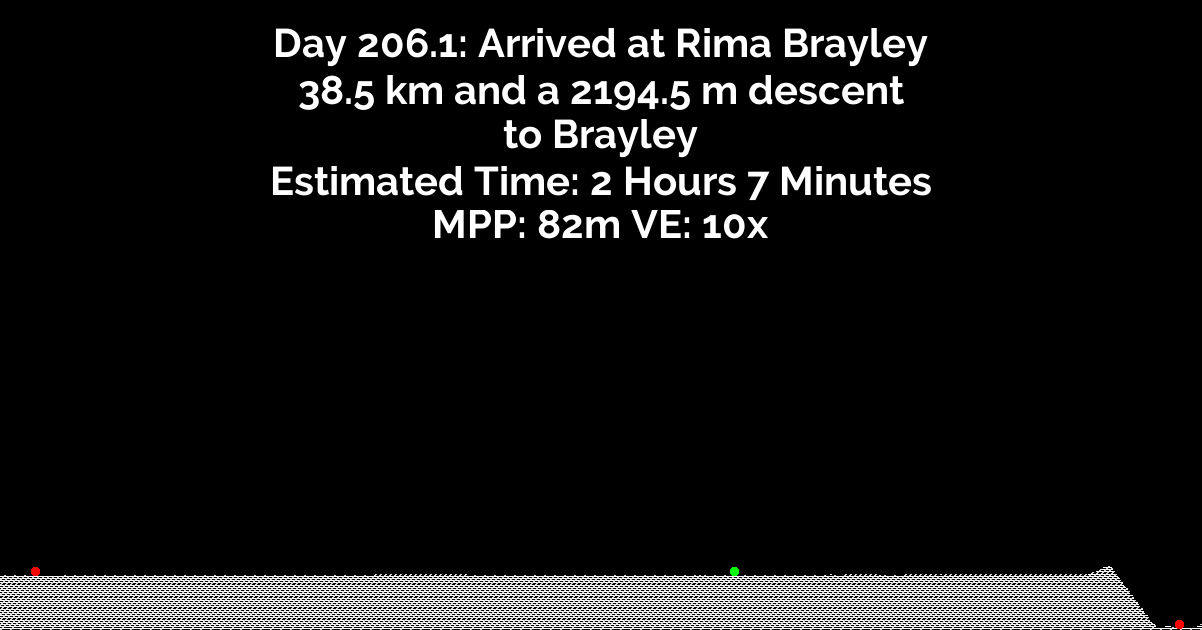 Day 206.1: Arrived at Rima Brayley
38.5 km and a 2194.5 m descent
to Brayley
Estimated Time: 2 Hours 7 Minutes
MPP: 82m VE: 10x